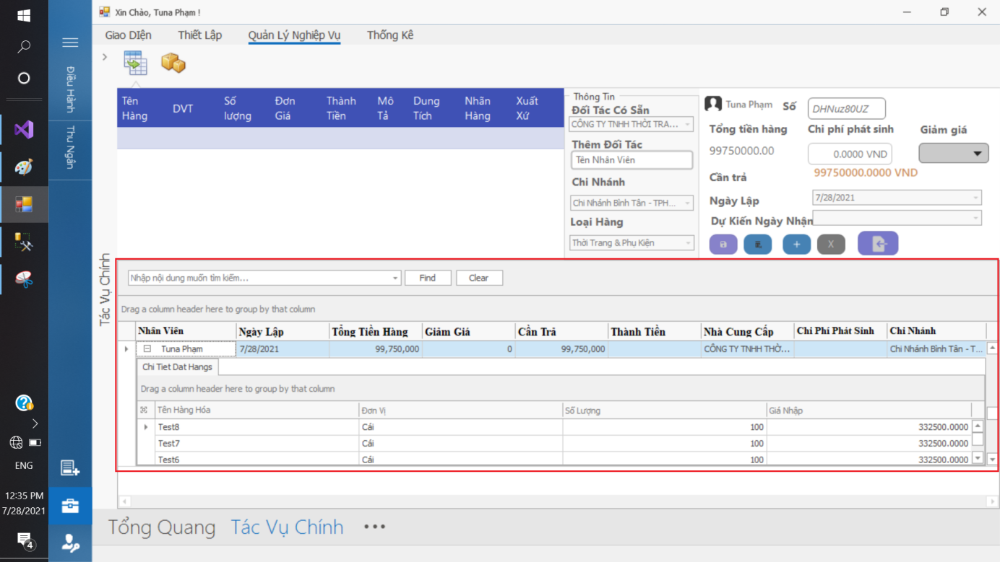 Xin Chào, Tuna Phạm !
Giao DIện Thiết Lập Quản Lý Nghiệp Vụ Thống Kê
Điều Hành
Thu Ngân
Tên Hàng DVT Số lượng Đơn Giá Thành Tiền Mô Tả Dung Tích Nhãn Hàng Xuất Xứ
Thông Tin
Đối Tác Có Sẵn
CÔNG TY TNHH THỜI TRA...
Thêm Đối Tác
Tên Nhân Viên
Chi Nhánh
Chi Nhánh Bình Tân - TPH...
Loại Hàng
Thời Trang & Phụ Kiện
Tuna Phạm Số DHNuz80UZ
Tổng tiền hàng Chi phí phát sinh Giảm giá
99750000.00 0.0000 VND
Cần trả 99750000.0000 VND
Ngày Lập 7/28/2021
Dự Kiến Ngày Nhận
X
Tác Vụ Chính
Nhập nội dung muốn tìm kiếm... Find Clear
Drag a column header here to group by that column
Nhân Viên Ngày Lập Tổng Tiền Hàng Giảm Giá Cần Trả Thành Tiền Nhà Cung Cấp Chi Phí Phát Sinh Chi Nhánh
Tuna Phạm 7/28/2021 99,750,000 0 99,750,000 CÔNG TY TNHH THỜ... Chi Nhánh Bình Tân - T...
Chi Tiet Dat Hangs
Drag a column header here to group by that column
Tên Hàng Hóa Đơn Vị Số Lượng Giá Nhập
Test8 Cái 100 332500.0000
Test7 Cái 100 332500.0000
Test6 Cái 100 332500.0000
Tổng Quang Tác Vụ Chính •••
ENG
12:35 PM
7/28/2021
4